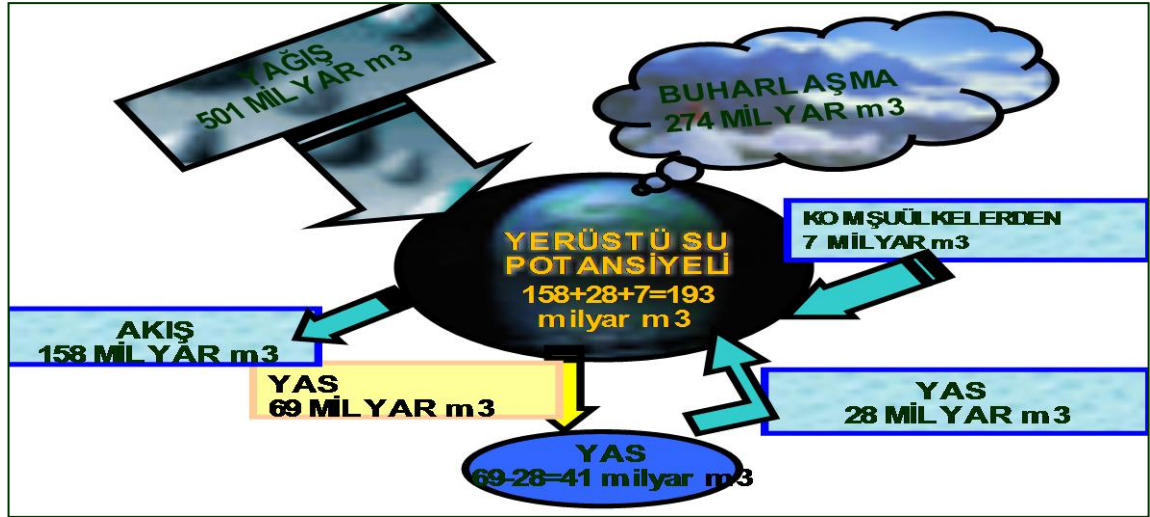 YAĞIŞ
501 MİLYAR m3
BUHARLAŞMA
274 MİLYAR m3
KOMŞUÜLKELERDEN
7 MİLYAR m3
YERÜSTÜ SU
POTANSİYELİ
158+28+7=193
milyar m3
AKIŞ
158 MİLYAR m3
YAS
69 MİLYAR m3
YAS
28 MİLYAR m3
YAS
69-28=41 milyar m3